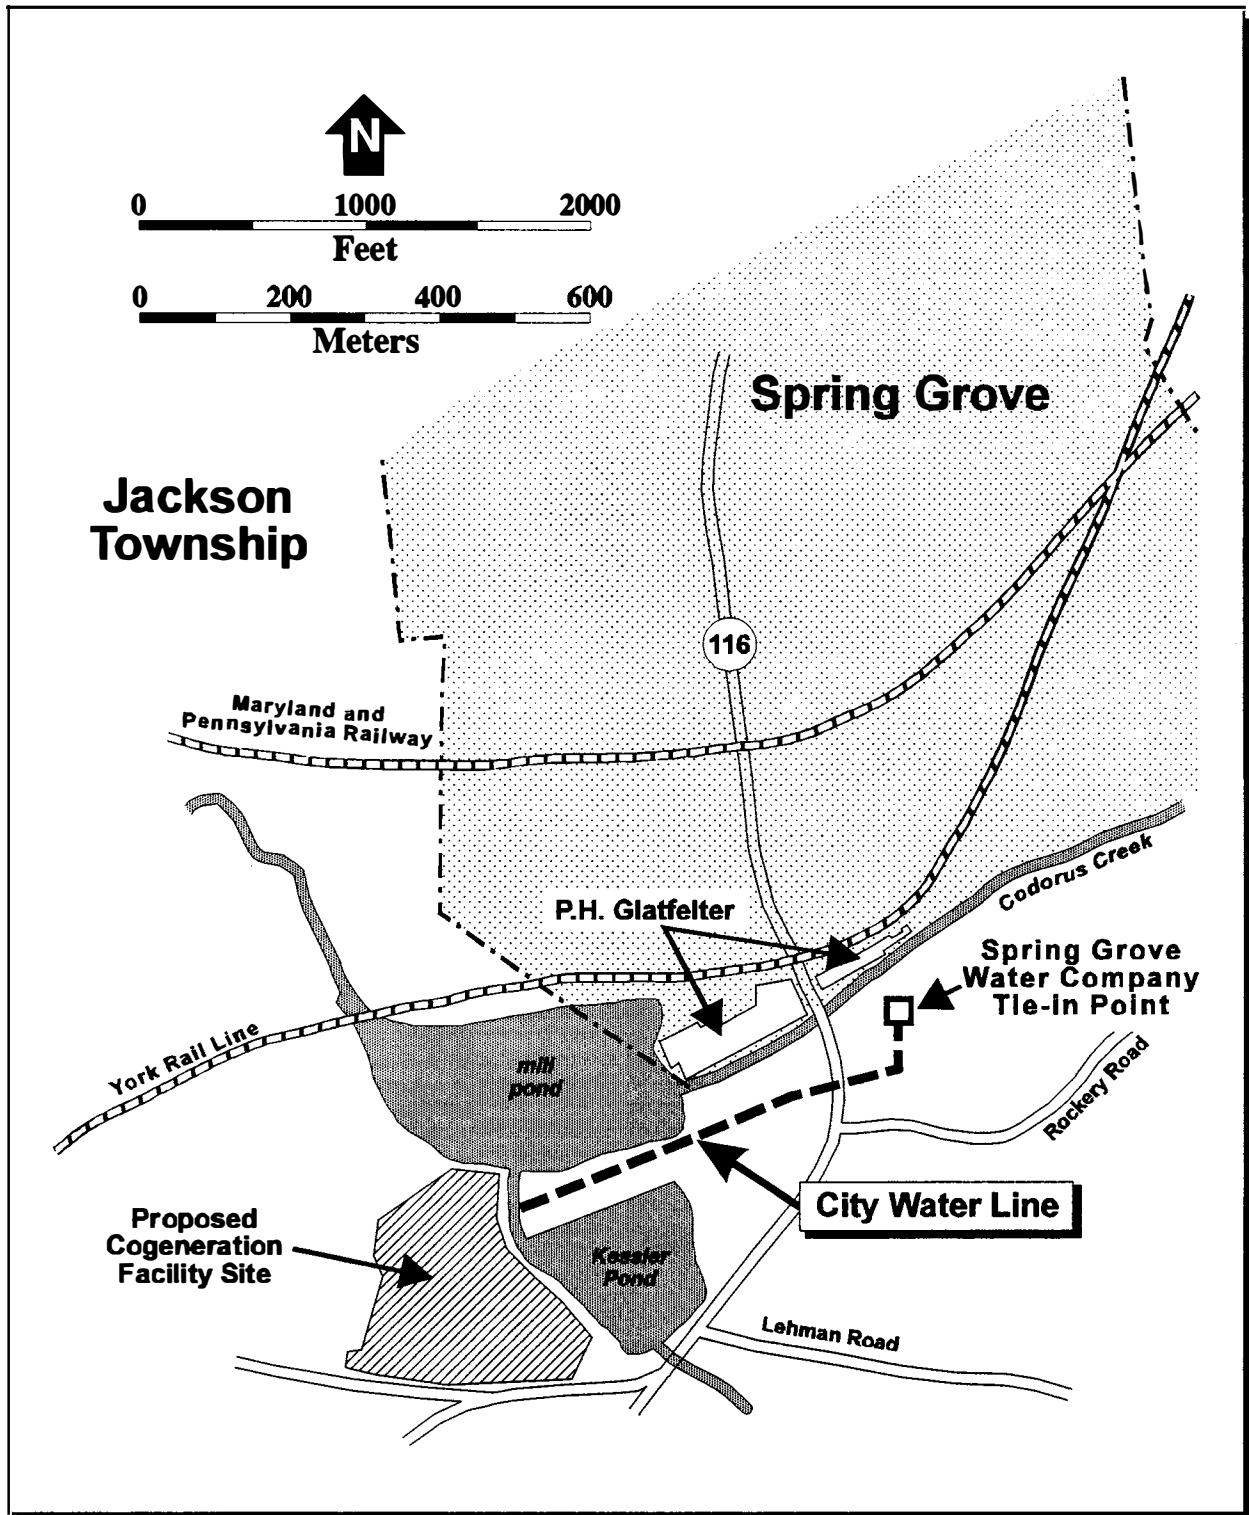 N
0 1000 2000
Feet
0 200 400 600
Meters
Spring Grove
Jackson
Township
116
Maryland and
Pennsylvania Railway
P.H. Glatfelter
Codorus Creek
Spring Grove
Water Company
Tie-in Point
York Rail Line
mill
pond
Rockery Road
City Water Line
Proposed
Cogeneration
Facility Site
Kessler
Pond
Lehman Road